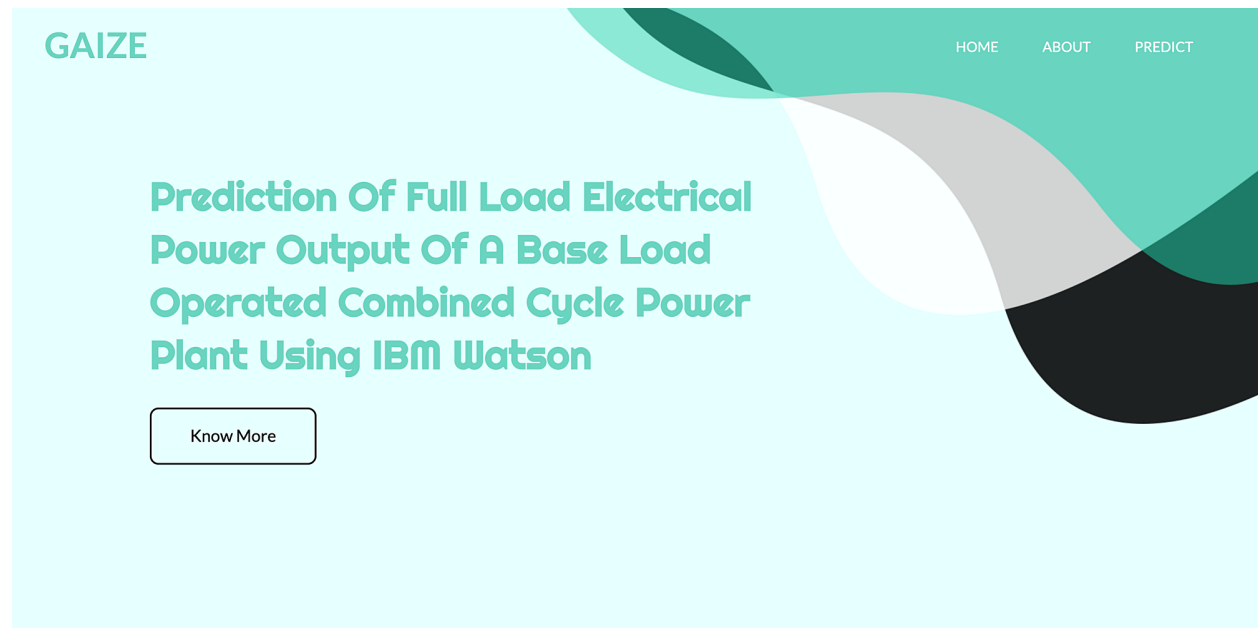 GAIZE
HOME ABOUT PREDICT
Prediction Of Full Load Electrical
Power Output Of A Base Load
Operated Combined Cycle Power
Plant Using IBM Watson
Know More